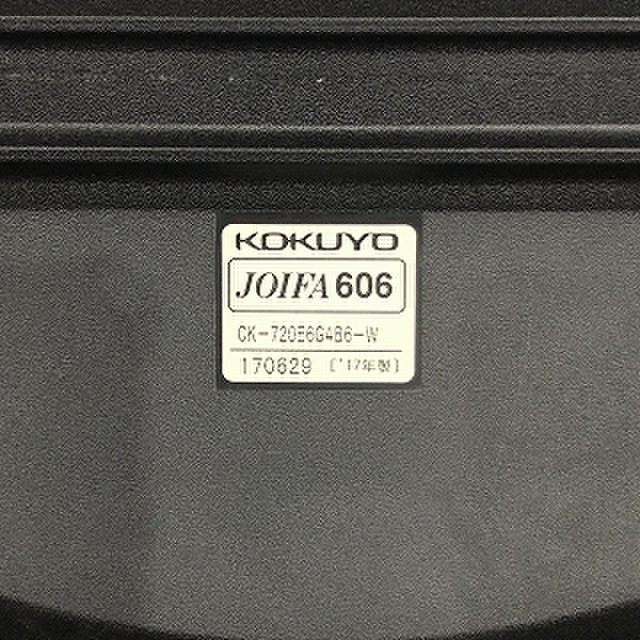 KOKUYO
JOIFA 606
CK-720E6G4B6-W
170629 ['17年製]